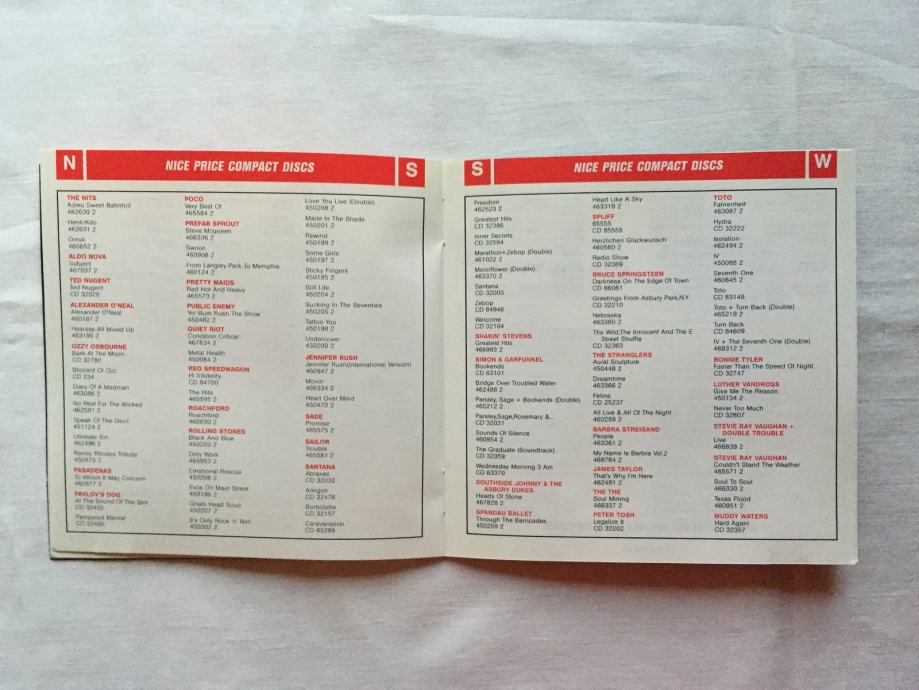 N
NICE PRICE COMPACT DISCS
S
THE NITS
Adieu Sweet Bahnhof
462630 2
Henk/Kilo
462631 2
Omsk
460652 2
ALDO NOVA
Subject
467037 2
TED NUGENT
Ted Nugent
ALEXANDER O'NEAL
Alexander O'Neal
460187 2
Hearsay-All Mixed Up
463196 2
OZZY OSBOURNE
Bark At The Moon
CD 32780
Blizzard Of Ozz
CD 234
Diary Of A Madman
463086 2
No Rest For The Wicked
462581 2
Speak Of The Devil
451124 2
Ultimate Sin
462496 2
Randy Rhoads Tribute
450475 2
PASADENAS
To Whom It May Concern
462877 2
PAVLOV'S DOG
At The Sound Of The Bell
CD 32405
Pampered Menial
POCO
Very Best Of
465584 2
PREFAB SPROUT
Steve Mcqueen
466336 2
Swoon
460908 2
From Langley Park To Memphis
460124 2
PRETTY MAIDS
Red Hot And Heavy
465573 2
PUBLIC ENEMY
Yo! Bum Rush The Show
450482 2
QUIET RIOT
Condition Critical
467834 2
Metal Health
450084 2
REO SPEEDWAGON
Hi Infidelity
CD 84700
The Hits
465595 2
ROACHFORD
Roachford
460630 2
ROLLING STONES
Black And Blue
450203 2
Dirty Work
465953 2
Emotional Rescue
450206 2
Exile On Main Street
450196 2
Goats Head Soup
450207 2
It's Only Rock 'n' Roll
450202 2
Love You Live (Double)
450208 2
Made In The Shade
450201 2
Rewind
450199 2
Some Girls
450197 2
Sticky Fingers
450195 2
Still Life
450204 2
Sucking In The Seventies
450205 2
Tattoo You
450198 2
Undercover
450200 2
JENNIFER RUSH
Jennifer Rush(International Version)
460947 2
Movin'
466334 2
Heart Over Mind
450470 2
SADE
Promise
465575 2
SAILOR
Trouble
465581 2
SANTANA
Abraxas
CD 32032
Amigos
CD 32476
Borboletta
CD 32157
Caravanserai
CD 65299
S
NICE PRICE COMPACT DISCS
W
Freedom
462523 2
Greatest Hits
CD 32386
Inner Secrets
CD 32594
Marathon+Zebop (Double)
461022 2
Moonflower (Double)
463370 2
Santana
CD 32003
Zebop
CD 84946
Welcome
CD 32194
SHAKIN' STEVENS
Greatest Hits
466993 2
SIMON & GARFUNKEL
Bookends
CD 63101
Bridge Over Troubled Water
462488 2
Parsley, Sage + Bookends (Double)
465212 2
Parsley,Sage,Rosemary &..
CD 32031
Sounds Of Silence
460954 2
The Graduate (Soundtrack)
CD 32359
Wednesday Morning 3 Am
CD 63370
SOUTHSIDE JOHNNY & THE
ASBURY DUKES
Hearts Of Stone
467826 2
SPANDAU BALLET
Through The Barricades
450259 2
Heart Like A Sky
463318 2
SPLIFF
85555
CD 85555
Herzlichen Glückwunsch
460560 2
Radio Show
CD 32369
BRUCE SPRINGSTEEN
Darkness On The Edge Of Town
CD 86061
Greetings From Asbury Park,NY
CD 32210
Nebraska
463360 2
The Wild,The Innocent And The E
Street Shuffle
CD 32363
THE STRANGLERS
Aural Sculpture
450448 2
Dreamtime
463366 2
Feline
CD 25237
All Live & All Of The Night
460259 2
BARBRA STREISAND
People
463361 2
My Name Is Barbra Vol.2
468784 2
JAMES TAYLOR
That's Why I'm Here
462491 2
THE THE
Soul Mining
466337 2
PETER TOSH
Legalize It
CD 32202
TOTO
Fahrenheit
463087 2
Hydra
CD 32222
Isolation
462494 2
IV
450088 2
Seventh One
460645 2
Toto
CD 83148
Toto + Turn Back (Double)
465219 2
Turn Back
CD 84609
IV + The Seventh One (Double)
468312 2
BONNIE TYLER
Faster Than The Speed Of Night
CD 32747
LUTHER VANDROSS
Give Me The Reason
450134 2
Never Too Much
CD 32807
STEVIE RAY VAUGHAN +
DOUBLE TROUBLE
Live
466839 2
STEVIE RAY VAUGHAN
Couldn't Stand The Weather
465571 2
Soul To Soul
466330 2
Texas Flood
460951 2
MUDDY WATERS
Hard Again
CD 32357